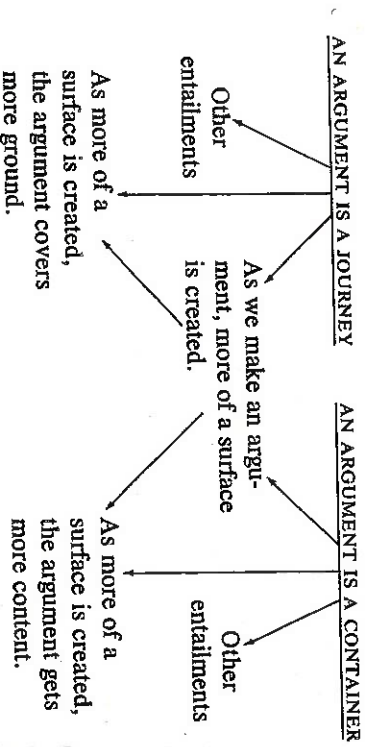 AN ARGUMENT IS A JOURNEY
AN ARGUMENT IS A CONTAINER
Other
entailments
As we make an argu-
ment, more of a surface
is created.
Other
entailments
As more of a
surface is created,
the argument covers
more ground.
As more of a
surface is created,
the argument gets
more content.